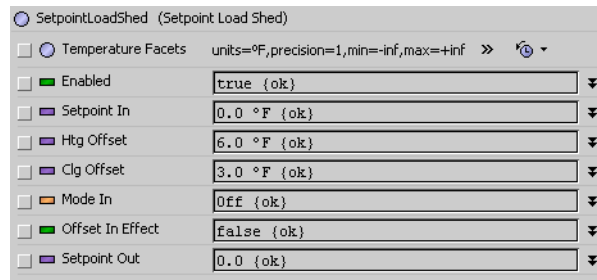 SetpointLoadShed (Setpoint Load Shed)
Temperature Facets units=ºF,precision=1,min=-inf,max=+inf »
Enabled true {ok}
Setpoint In 0.0 °F {ok}
Htg Offset 6.0 °F {ok}
Clg Offset 3.0 °F {ok}
Mode In Off {ok}
Offset In Effect false {ok}
Setpoint Out 0.0 {ok}